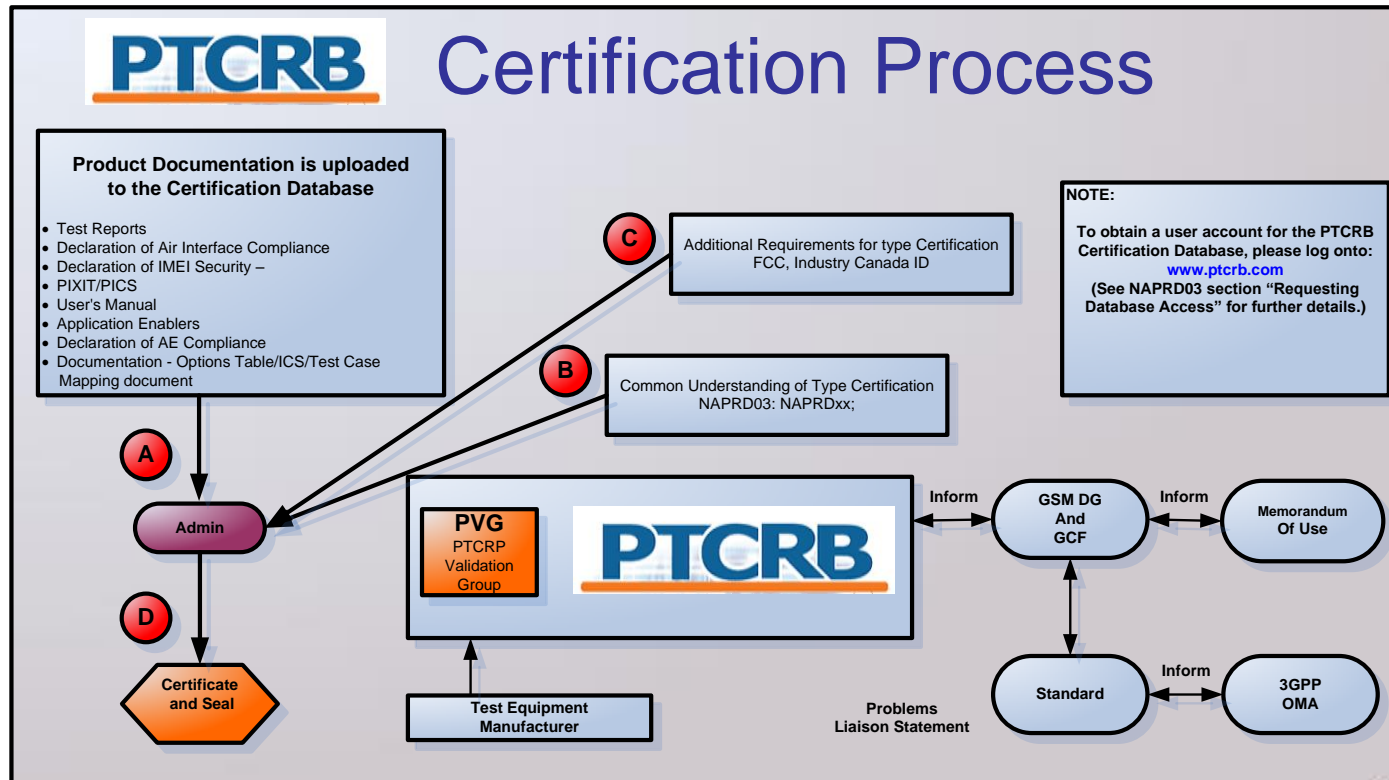 PTCRB Certification Process
Product Documentation is uploaded
to the Certification Database
• Test Reports
• Declaration of Air Interface Compliance
• Declaration of IMEI Security –
• PIXIT/PICS
• User's Manual
• Application Enablers
• Declaration of AE Compliance
• Documentation - Options Table/ICS/Test Case
Mapping document
C
Additional Requirements for type Certification
FCC, Industry Canada ID
NOTE:
To obtain a user account for the PTCRB
Certification Database, please log onto:
www.ptcrb.com
(See NAPRD03 section “Requesting
Database Access” for further details.)
B
Common Understanding of Type Certification
NAPRD03: NAPRDxx;
A
Admin
D
Certificate
and Seal
PVG
PTCRP
Validation
Group
PTCRB
Test Equipment
Manufacturer
Inform
GSM DG
And
GCF
Inform
Memorandum
Of Use
Problems
Liaison Statement
Standard
Inform
3GPP
OMA